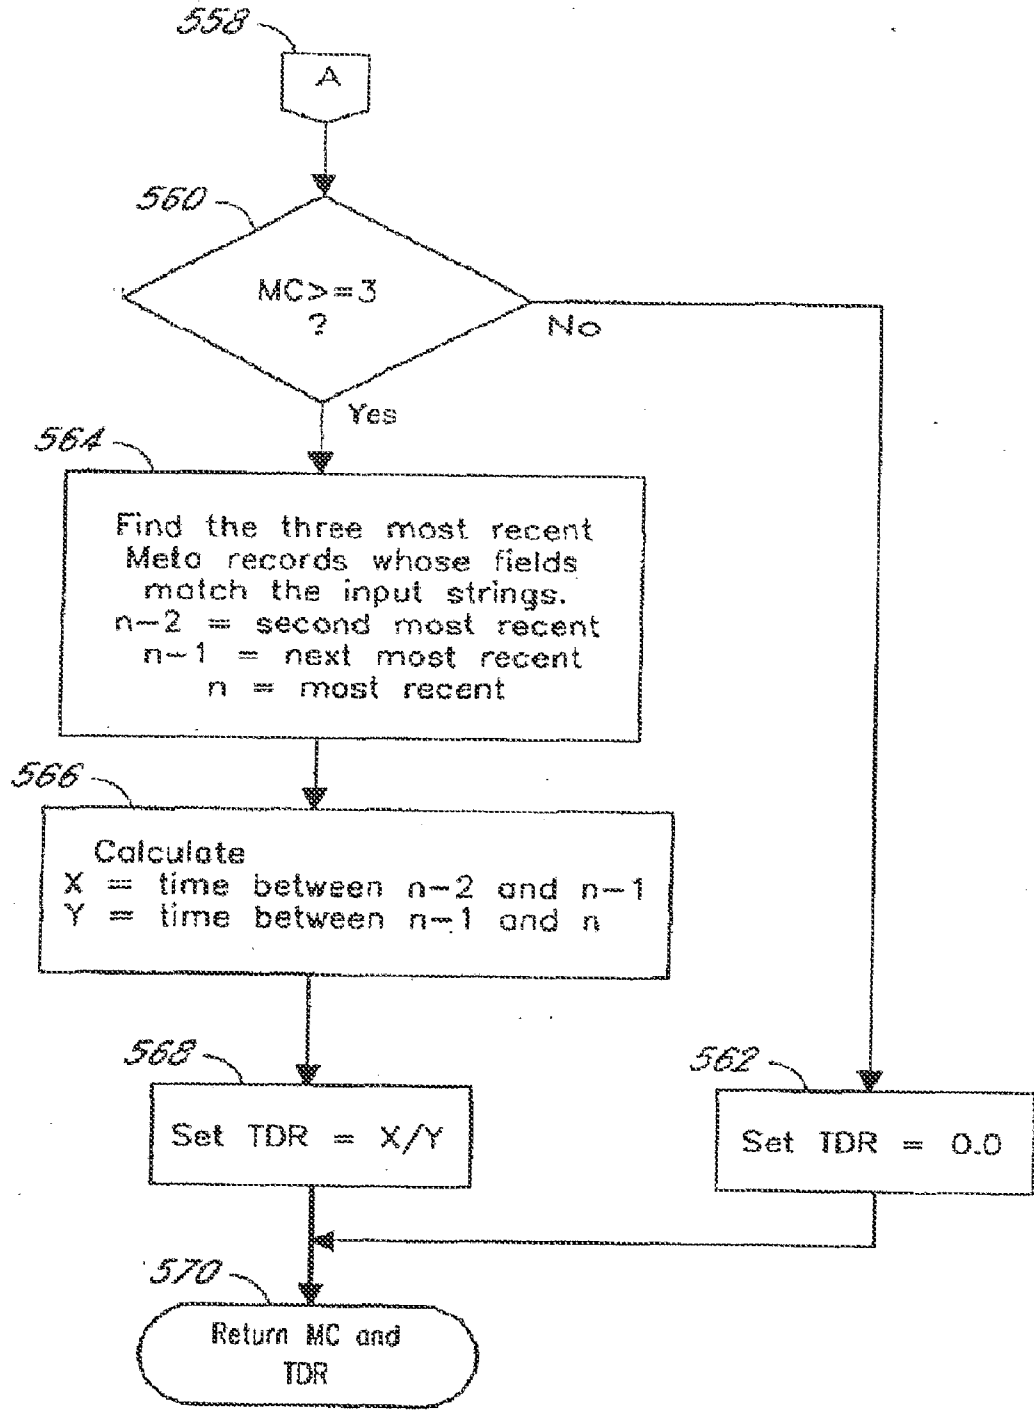 558
A
560
MC>=3
?
No
Yes
564
Find the three most recent
Meta records whose fields
match the input strings.
n-2 = second most recent
n-1 = next most recent
n = most recent
566
Calculate
X = time between n-2 and n-1
Y = time between n-1 and n
568
Set TDR = X/Y
562
Set TDR = 0.0
570
Return MC and
TDR